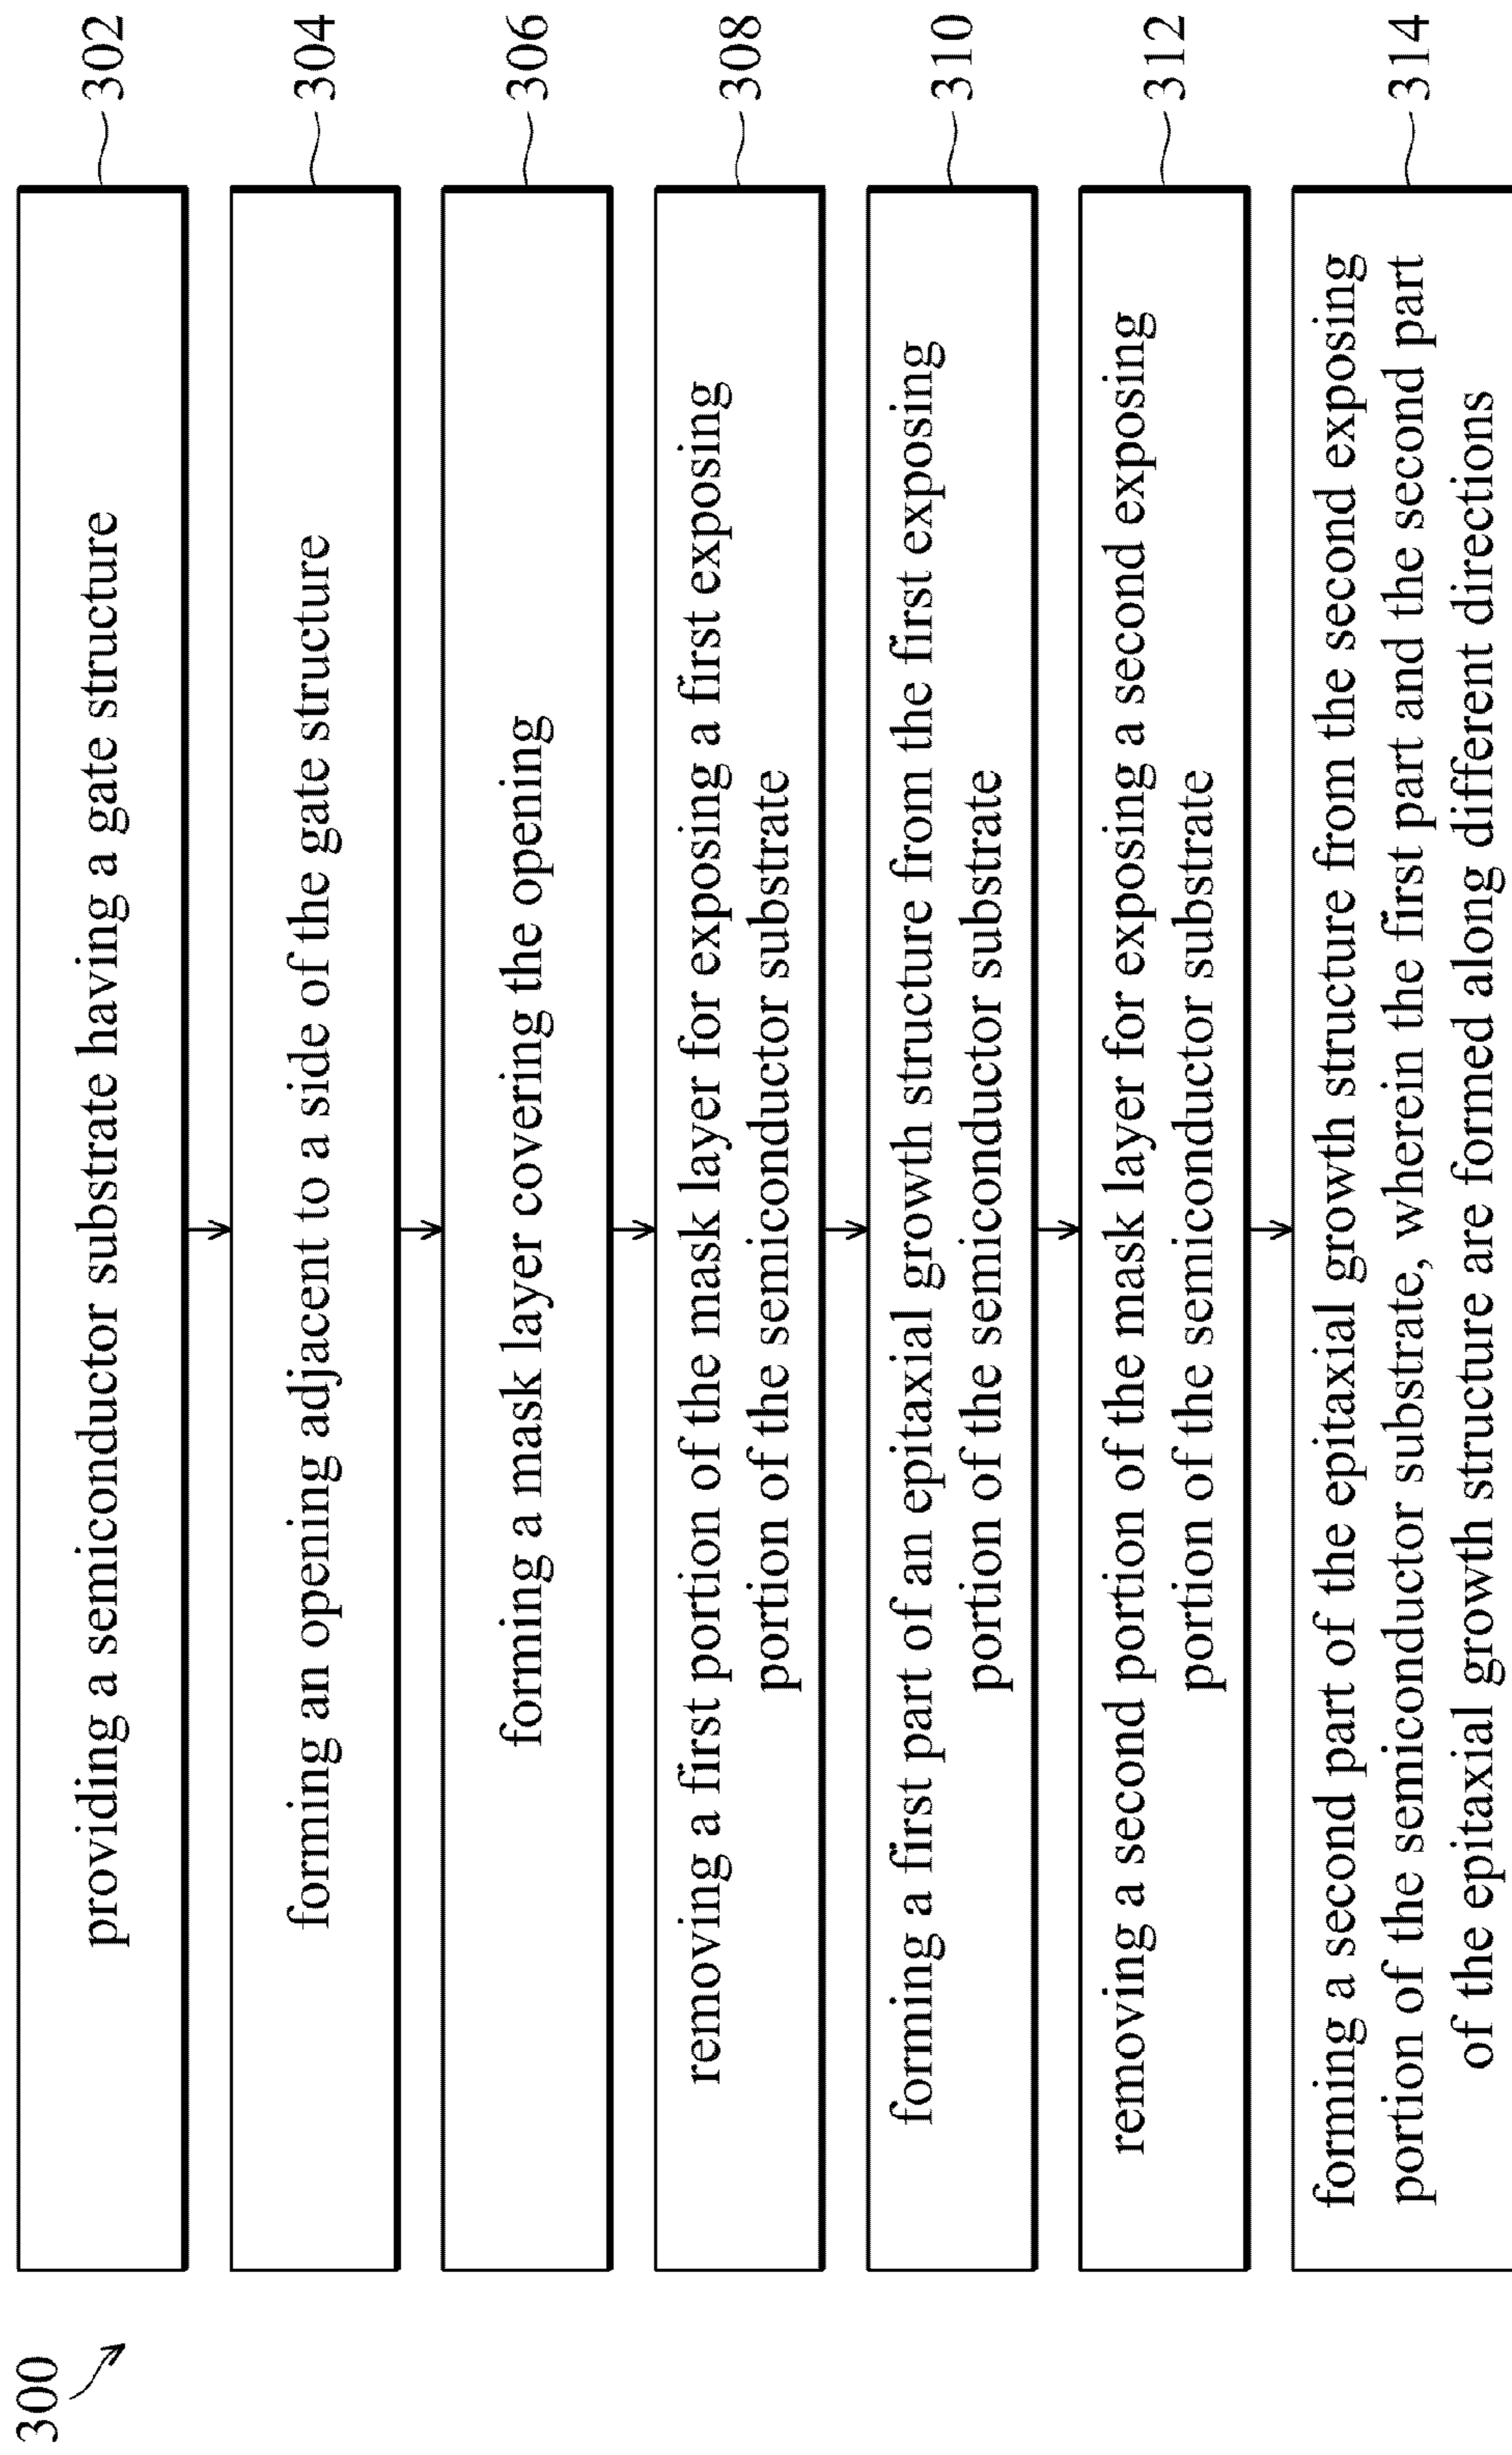 300
providing a semiconductor substrate having a gate structure
302
forming an opening adjacent to a side of the gate structure
304
forming a mask layer covering the opening
306
removing a first portion of the mask layer for exposing a first exposing
portion of the semiconductor substrate
308
forming a first part of an epitaxial growth structure from the first exposing
portion of the semiconductor substrate
310
removing a second portion of the mask layer for exposing a second exposing
portion of the semiconductor substrate
312
forming a second part of the epitaxial growth structure from the second exposing
portion of the semiconductor substrate, wherein the first part and the second part
of the epitaxial growth structure are formed along different directions
314